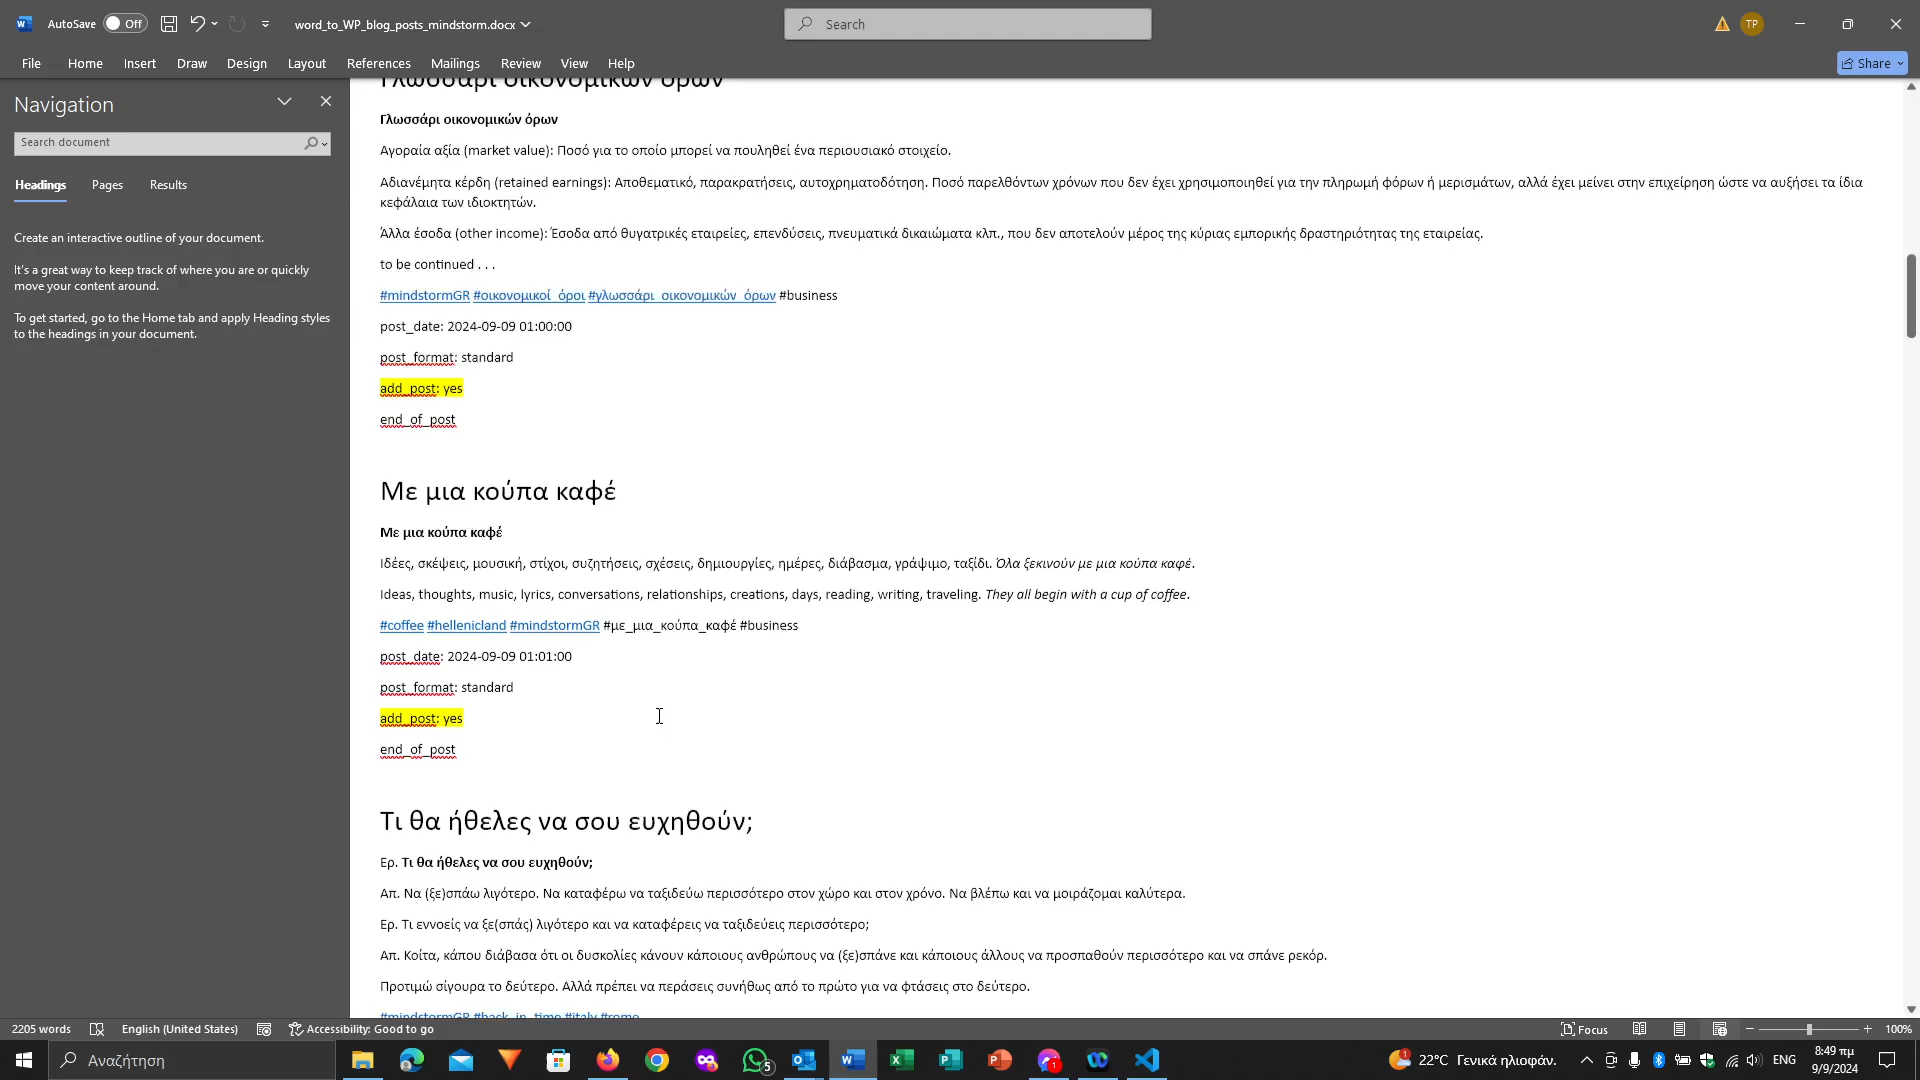 AutoSave Off word_to_WP_blog_posts_mindstorm.docx Search TP
File Home Insert Draw Design Layout References Mailings Review View Help Share
Navigation
Search document
Headings Pages Results
Create an interactive outline of your document.
It's a great way to keep track of where you are or quickly
move your content around.
To get started, go to the Home tab and apply Heading styles
to the headings in your document.
Γλωσσάρι οικονομικών όρων
Γλωσσάρι οικονομικών όρων
Αγοραία αξία (market value): Ποσό για το οποίο μπορεί να πουληθεί ένα περιουσιακό στοιχείο.
Αδιανέμητα κέρδη (retained earnings): Αποθεματικό, παρακρατήσεις, αυτοχρηματοδότηση. Ποσό παρελθόντων χρόνων που δεν έχει χρησιμοποιηθεί για την πληρωμή φόρων ή μερισμάτων, αλλά έχει μείνει στην επιχείρηση ώστε να αυξήσει τα ίδια
κεφάλαια των ιδιοκτητών.
Άλλα έσοδα (other income): Έσοδα από θυγατρικές εταιρείες, επενδύσεις, πνευματικά δικαιώματα κλπ., που δεν αποτελούν μέρος της κύριας εμπορικής δραστηριότητας της εταιρείας.
to be continued . . .
#mindstormGR #οικονομικοί_όροι #γλωσσάρι_οικονομικών_όρων #business
post_date: 2024-09-09 01:00:00
post_format: standard
add_post: yes
end_of_post
Με μια κούπα καφέ
Με μια κούπα καφέ
Ιδέες, σκέψεις, μουσική, στίχοι, συζητήσεις, σχέσεις, δημιουργίες, ημέρες, διάβασμα, γράψιμο, ταξίδι. Όλα ξεκινούν με μια κούπα καφέ.
Ideas, thoughts, music, lyrics, conversations, relationships, creations, days, reading, writing, traveling. They all begin with a cup of coffee.
#coffee #hellenicland #mindstormGR #με_μια_κούπα_καφέ #business
post_date: 2024-09-09 01:01:00
post_format: standard
add_post: yes
end_of_post
Τι θα ήθελες να σου ευχηθούν;
Ερ. Τι θα ήθελες να σου ευχηθούν;
Απ. Να (ξε)σπάω λιγότερο. Να καταφέρω να ταξιδεύω περισσότερο στον χώρο και στον χρόνο. Να βλέπω και να μοιράζομαι καλύτερα.
Ερ. Τι εννοείς να ξε(σπάς) λιγότερο και να καταφέρεις να ταξιδεύεις περισσότερο;
Απ. Κοίτα, κάπου διάβασα ότι οι δυσκολίες κάνουν κάποιους ανθρώπους να (ξε)σπάνε και κάποιους άλλους να προσπαθούν περισσότερο και να σπάνε ρεκόρ.
Προτιμώ σίγουρα το δεύτερο. Αλλά πρέπει να περάσεις συνήθως από το πρώτο για να φτάσεις στο δεύτερο.
#mindstormGR #back_in_time #italy #rome
2205 words English (United States) Accessibility: Good to go Focus 100%
Αναζήτηση 5 1 1 22°C Γενικά ηλιοφάν. ENG 8:49 πμ
9/9/2024